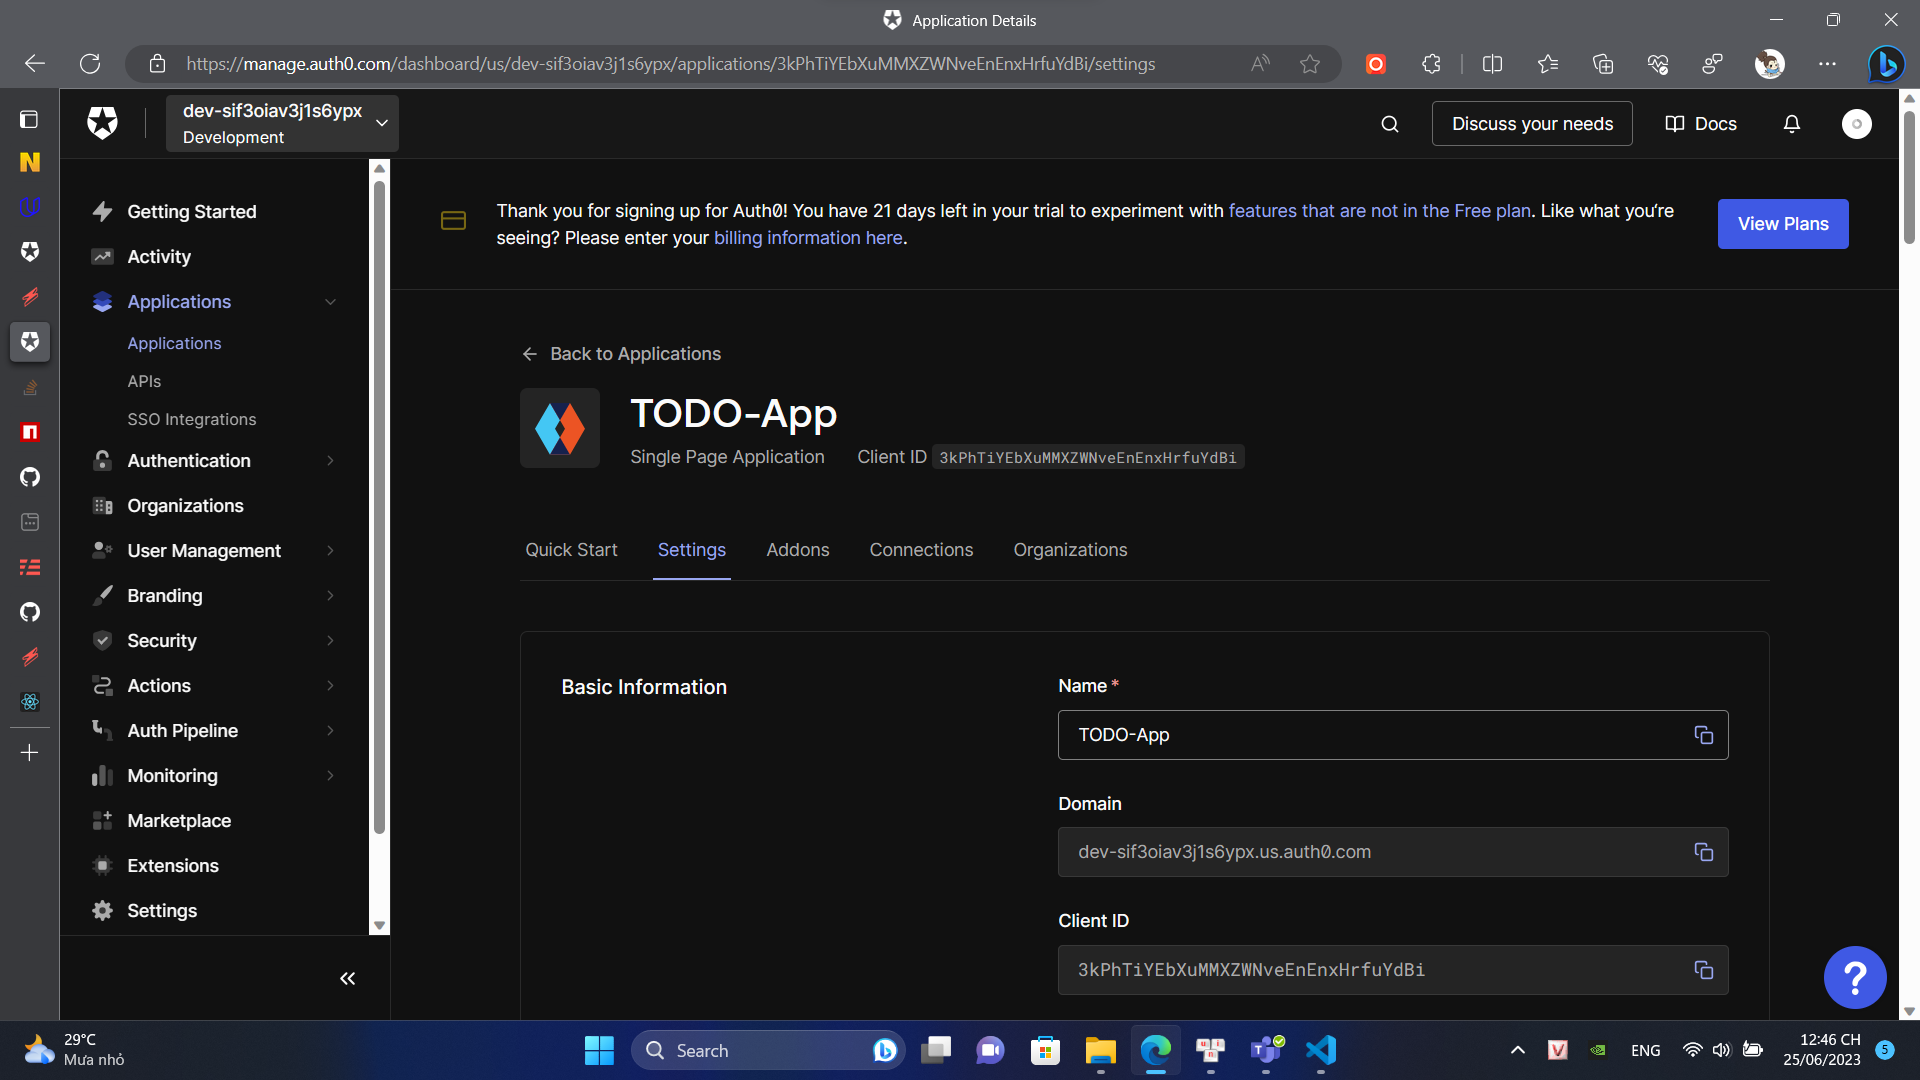 Application Details
https://manage.auth0.com/dashboard/us/dev-sif3oiav3j1s6ypx/applications/3kPhTiYEbXuMMXZWNveEnEnxHrfuYdBi/settings
dev-sif3oiav3j1s6ypx
Development
Discuss your needs
Docs
Getting Started
Activity
Applications
Applications
APIs
SSO Integrations
Authentication
Organizations
User Management
Branding
Security
Actions
Auth Pipeline
Monitoring
Marketplace
Extensions
Settings
Thank you for signing up for Auth0! You have 21 days left in your trial to experiment with features that are not in the Free plan. Like what you're
seeing? Please enter your billing information here.
View Plans
Back to Applications
TODO-App
Single Page Application
Client ID 3kPhTiYEbXuMMXZWNveEnEnxHrfuYdBi
Quick Start
Settings
Addons
Connections
Organizations
Basic Information
Name *
TODO-App
Domain
dev-sif3oiav3j1s6ypx.us.auth0.com
Client ID
3kPhTiYEbXuMMXZWNveEnEnxHrfuYdBi
?
29°C
Mưa nhỏ
Search
ENG
12:46 CH
25/06/2023
5